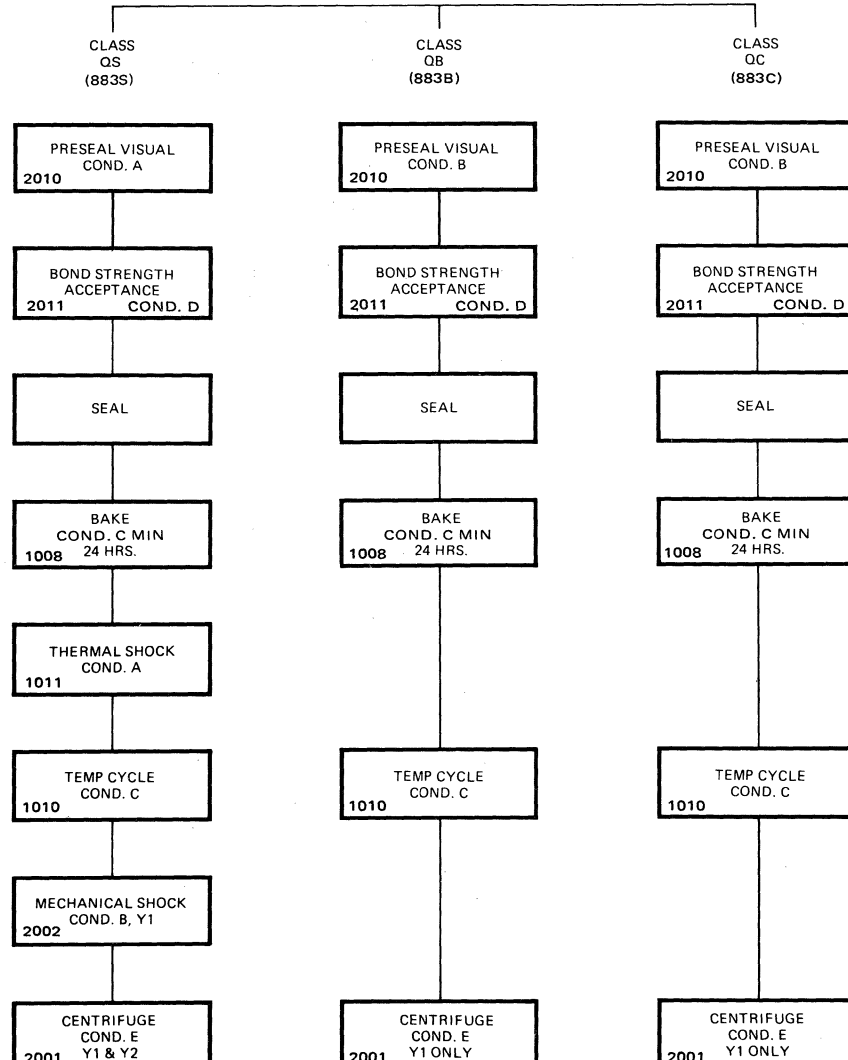 CLASS
QS
(883S)
CLASS
QB
(883B)
CLASS
QC
(883C)
PRESEAL VISUAL
COND. A
2010
PRESEAL VISUAL
COND. B
2010
PRESEAL VISUAL
COND. B
2010
BOND STRENGTH
ACCEPTANCE
2011 COND. D
BOND STRENGTH
ACCEPTANCE
2011 COND. D
BOND STRENGTH
ACCEPTANCE
2011 COND. D
SEAL
SEAL
SEAL
BAKE
COND. C MIN
1008 24 HRS.
BAKE
COND. C MIN
1008 24 HRS.
BAKE
COND. C MIN
1008 24 HRS.
THERMAL SHOCK
COND. A
1011
TEMP CYCLE
COND. C
1010
TEMP CYCLE
COND. C
1010
TEMP CYCLE
COND. C
1010
MECHANICAL SHOCK
COND. B, Y1
2002
CENTRIFUGE
COND. E
2001 Y1 & Y2
CENTRIFUGE
COND. E
2001 Y1 ONLY
CENTRIFUGE
COND. E
2001 Y1 ONLY